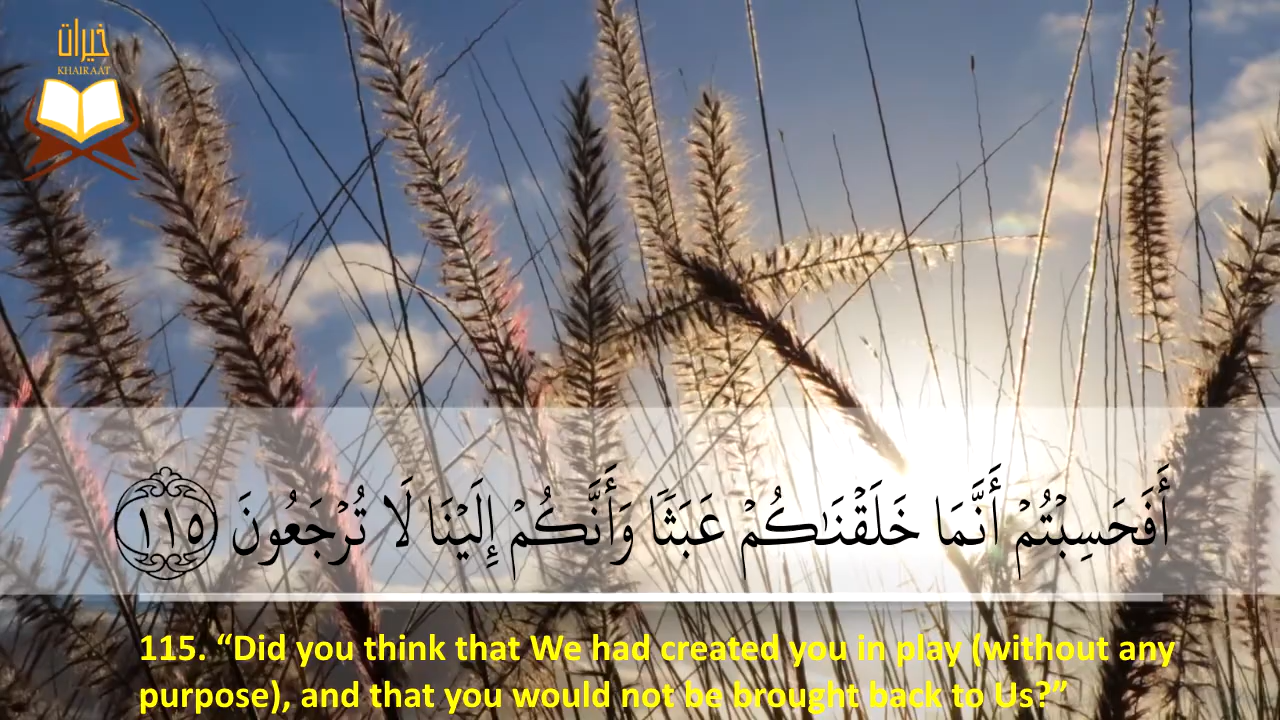 خيرات
KHAIRAAT
أَفَحَسِبْتُمْ أَنَّمَا خَلَقْنَـٰكُمْ عَبَثًا وَأَنَّكُمْ إِلَيْنَا لَا تُرْجَعُونَ ١١٥
115. “Did you think that We had created you in play (without any
purpose), and that you would not be brought back to Us?”